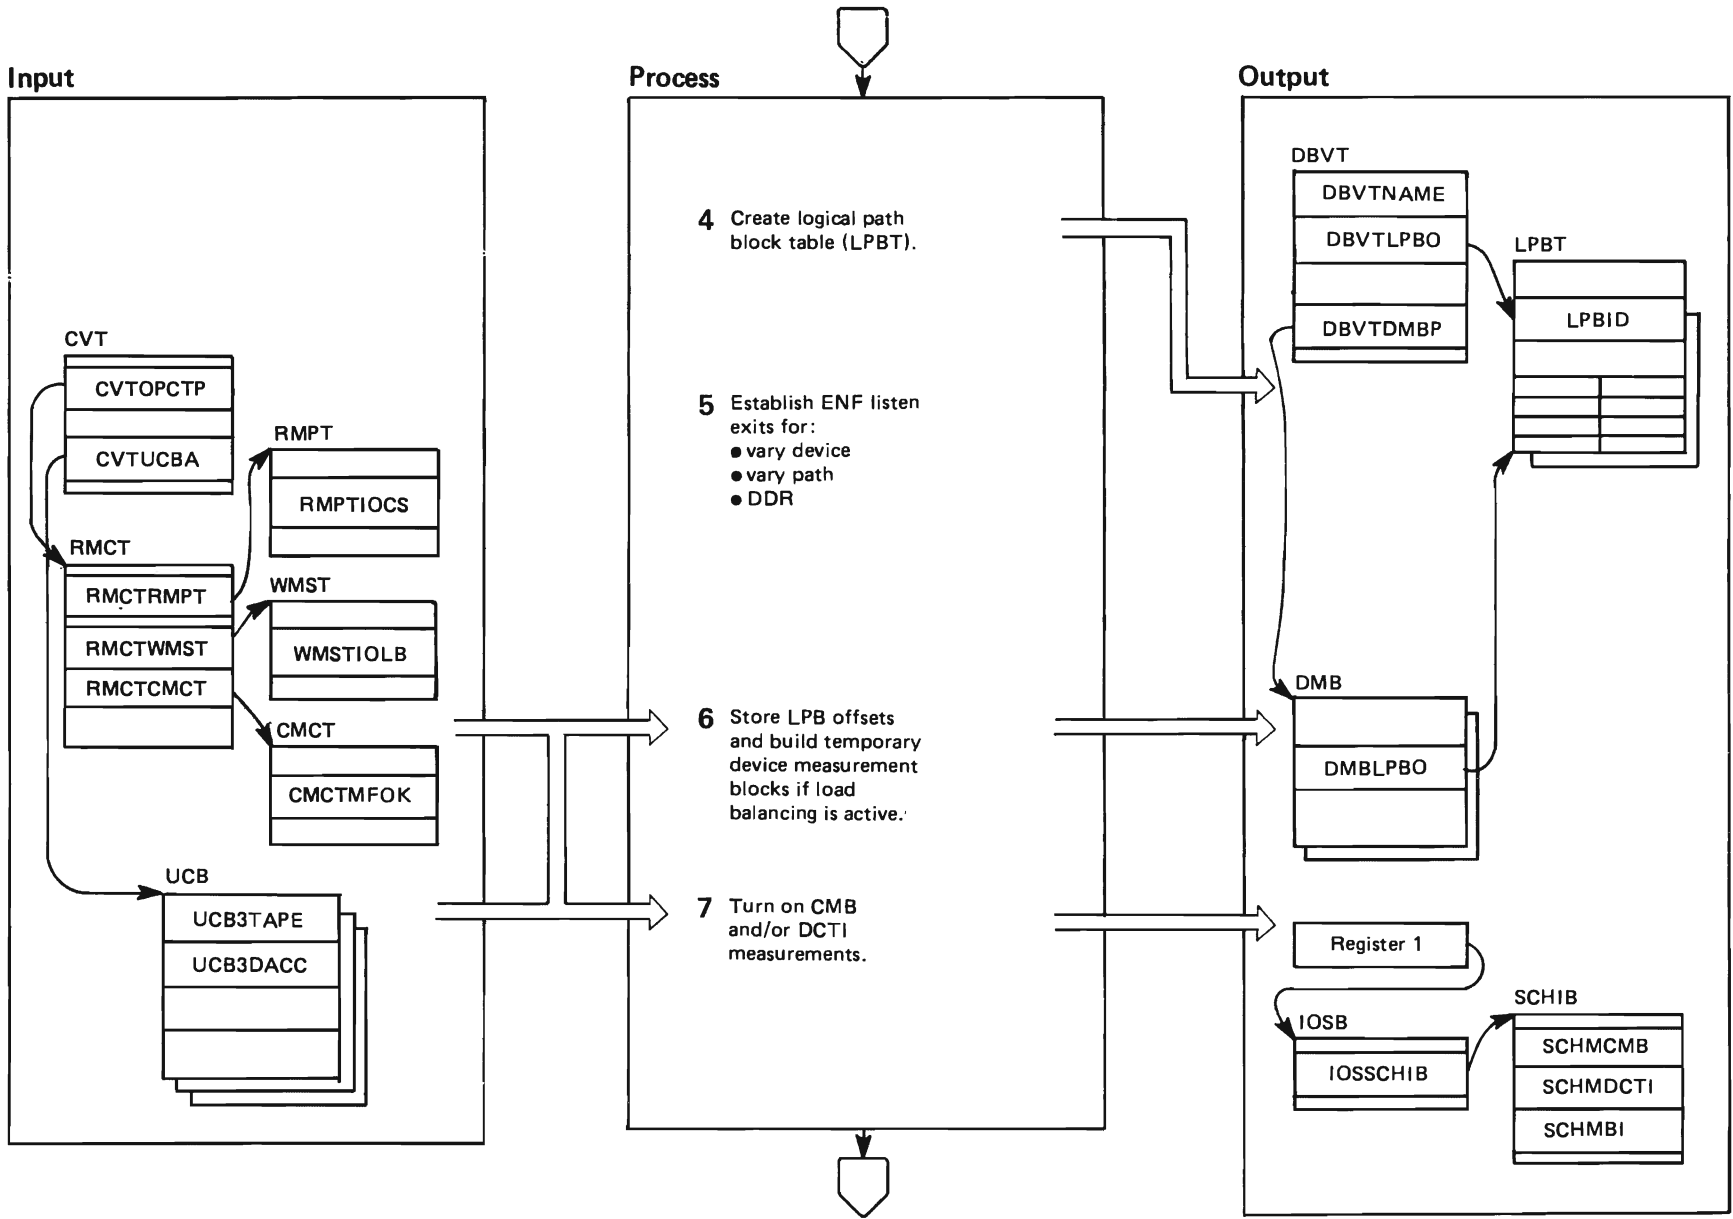 Input
CVT
CVTOPCTP
CVTUCBA
RMPT
RMPTIOCS
RMCT
RMCTRMPT
RMCTWMST
RMCTCMCT
WMST
WMSTIOLB
CMCT
CMCTMFOK
UCB
UCB3TAPE
UCB3DACC
Process
4 Create logical path
block table (LPBT).
5 Establish ENF listen
exits for:
● vary device
● vary path
● DDR
6 Store LPB offsets
and build temporary
device measurement
blocks if load
balancing is active.
7 Turn on CMB
and/or DCTI
measurements.
Output
DBVT
DBVTNAME
DBVTLPBO
DBVTDMBP
LPBT
LPBID
DMB
DMBLPBO
Register 1
IOSB
IOSSCHIB
SCHIB
SCHMCMB
SCHMDCTI
SCHMBI